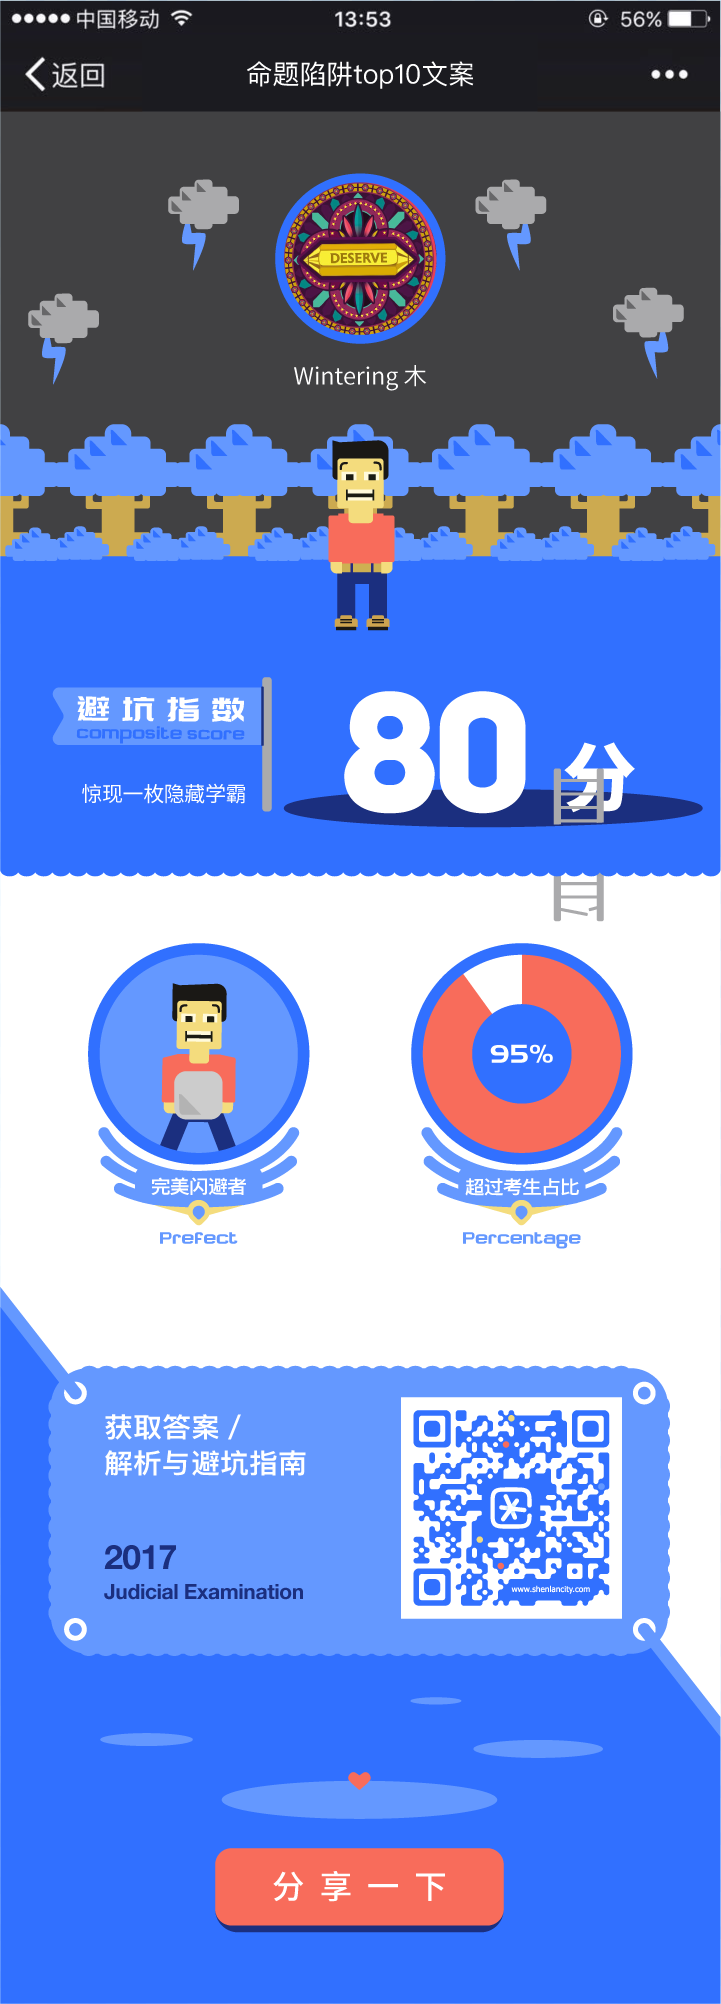 中国移动
13:53
56%
返回
命题陷阱top10文案
DESERVE
Wintering 木
避坑指数
composite score
惊现一枚隐藏学霸
80分
95%
完美闪避者
Prefect
超过考生占比
Percentage
获取答案 /
解析与避坑指南
2017
Judicial Examination
www.shenlancity.com
分享一下